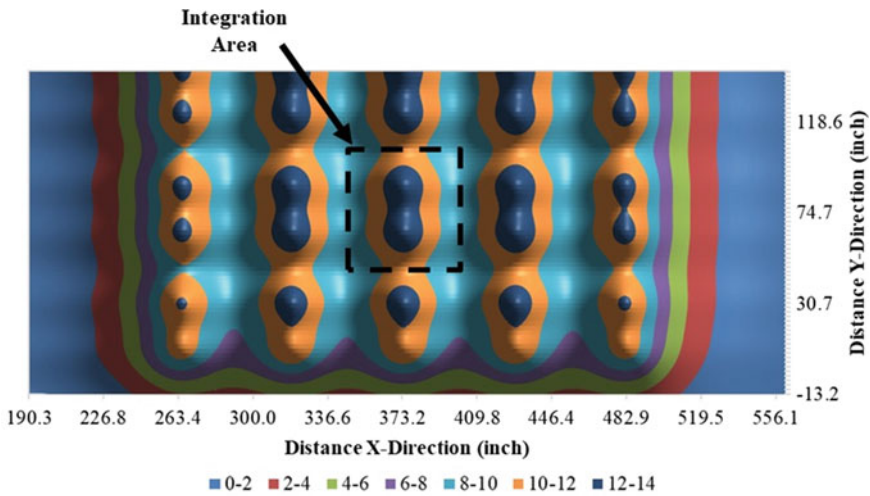 Integration
Area
118.6
74.7
30.7
-13.2
Distance Y-Direction (inch)
190.3 226.8 263.4 300.0 336.6 373.2 409.8 446.4 482.9 519.5 556.1
Distance X-Direction (inch)
0-2 2-4 4-6 6-8 8-10 10-12 12-14